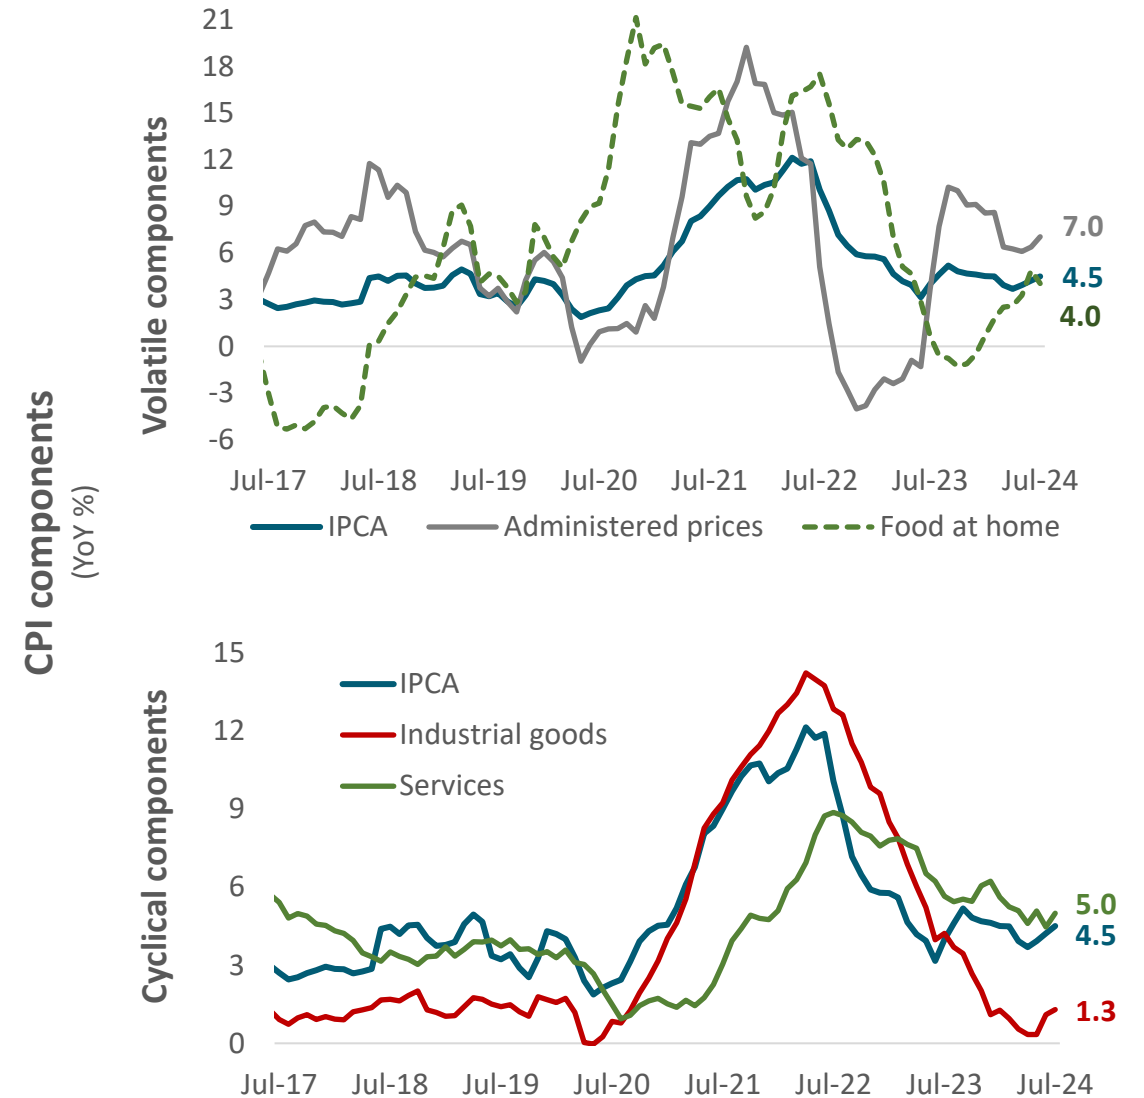 CPI components
(YoY %)
Volatile components
21
18
15
12
9
6
3
0
-3
-6
7.0
4.5
4.0
Jul-17 Jul-18 Jul-19 Jul-20 Jul-21 Jul-22 Jul-23 Jul-24
IPCA Administered prices Food at home
Cyclical components
15
12
9
6
3
0
IPCA
Industrial goods
Services
5.0
4.5
1.3
Jul-17 Jul-18 Jul-19 Jul-20 Jul-21 Jul-22 Jul-23 Jul-24